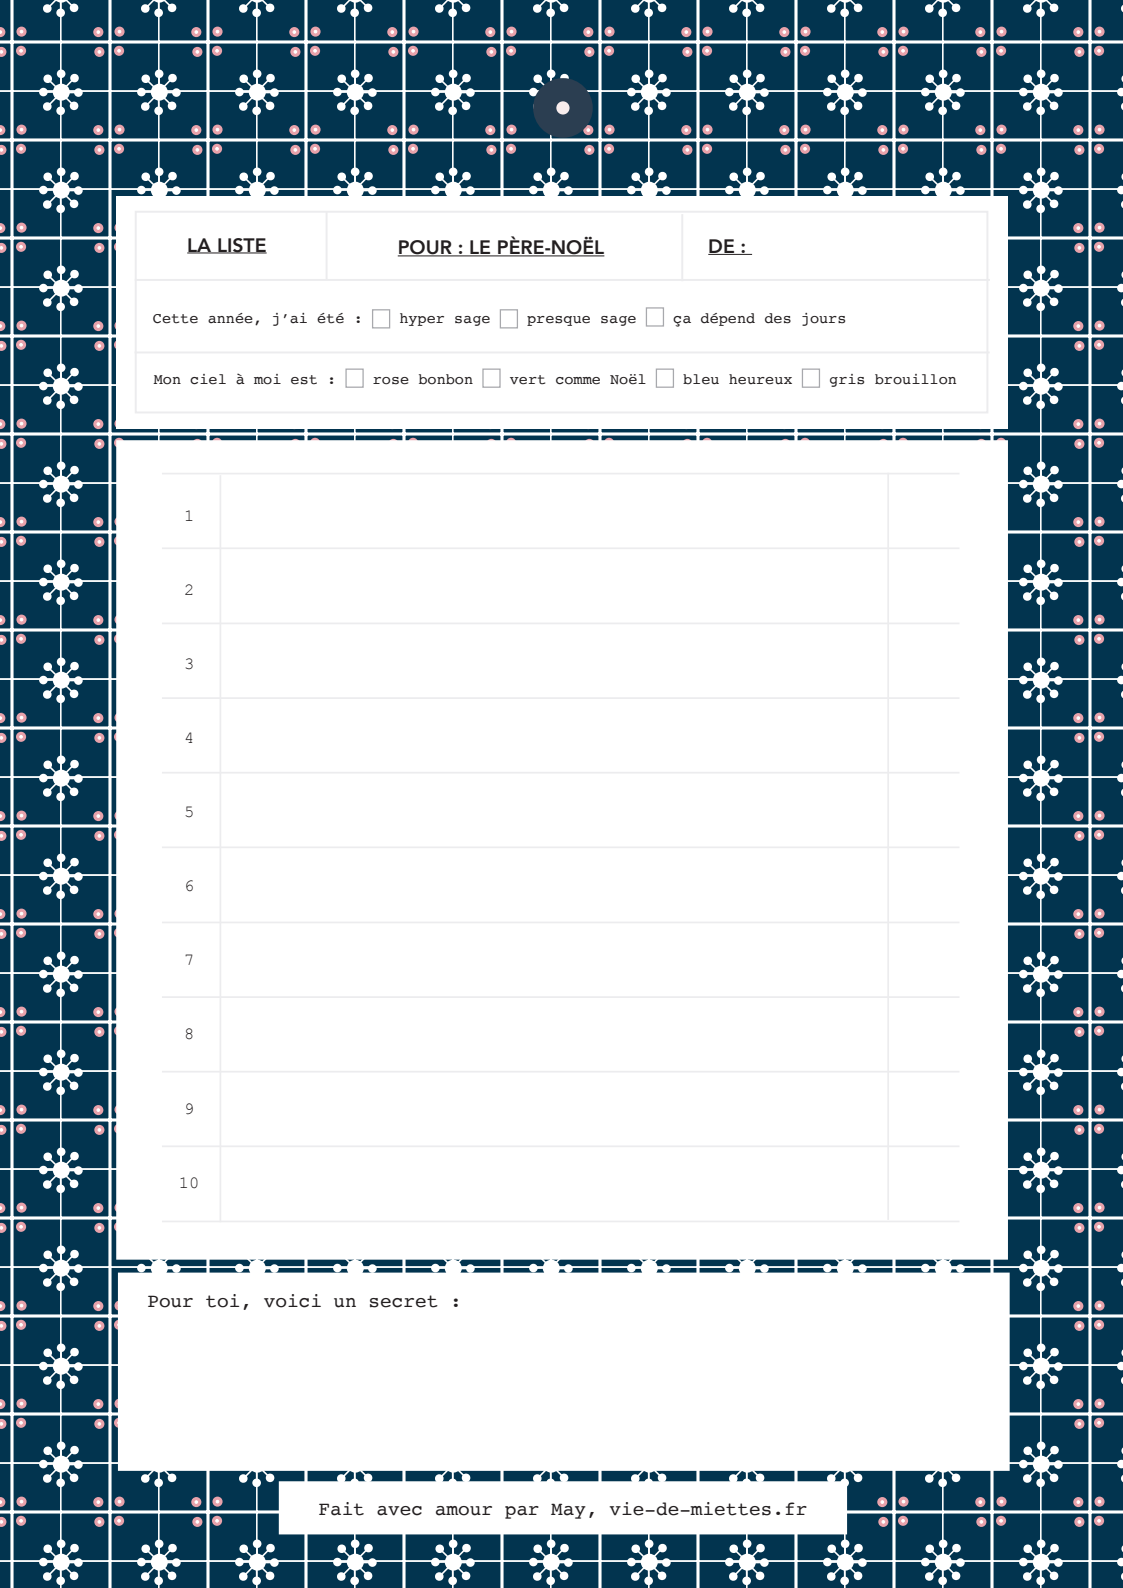 LA LISTE
POUR : LE PÈRE-NOËL
DE :
Cette année, j’ai été : hyper sage presque sage ça dépend des jours
Mon ciel à moi est : rose bonbon vert comme Noël bleu heureux gris brouillon
1
2
3
4
5
6
7
8
9
10
Pour toi, voici un secret :
Fait avec amour par May, vie-de-miettes.fr